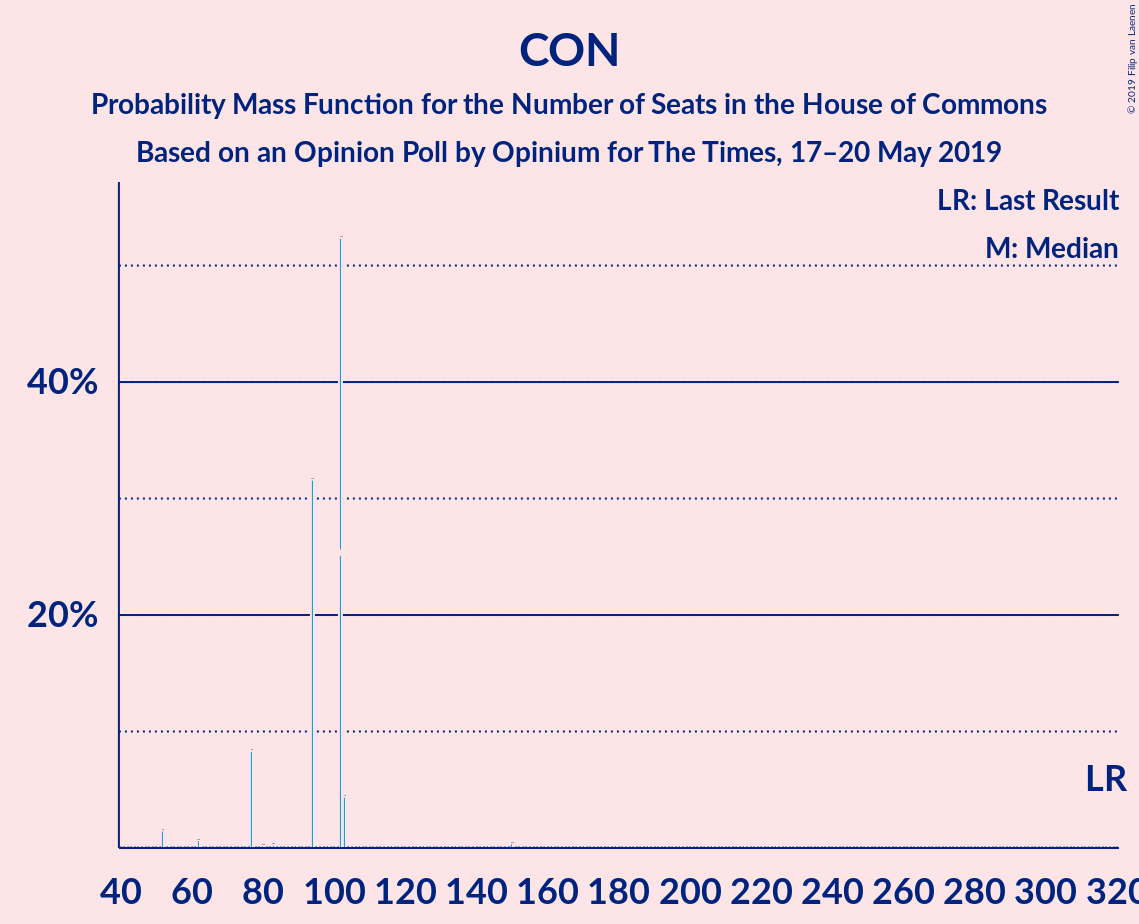 CON
Probability Mass Function for the Number of Seats in the House of Commons
Based on an Opinion Poll by Opinium for The Times, 17–20 May 2019
© 2019 Filip van Laenen
LR: Last Result
M: Median
40%
20%
LR
40 60 80 100 120 140 160 180 200 220 240 260 280 300 320